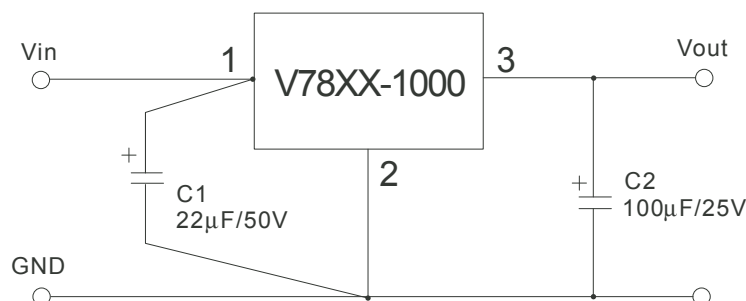 Vin
1
V78XX-1000
3
Vout
2
+
C1
22μF/50V
+
C2
100μF/25V
GND